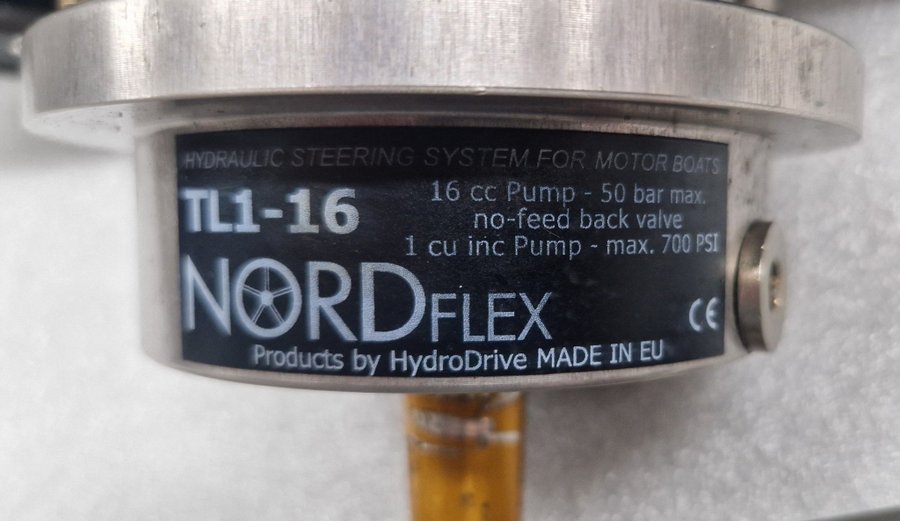 HYDRAULIC STEERING SYSTEM FOR MOTOR BOATS
TL1-16
16 cc Pump - 50 bar max.
no-feed back valve
1 cu inc Pump - max. 700 PSI
NORDFLEX
CE
Products by HydroDrive MADE IN EU